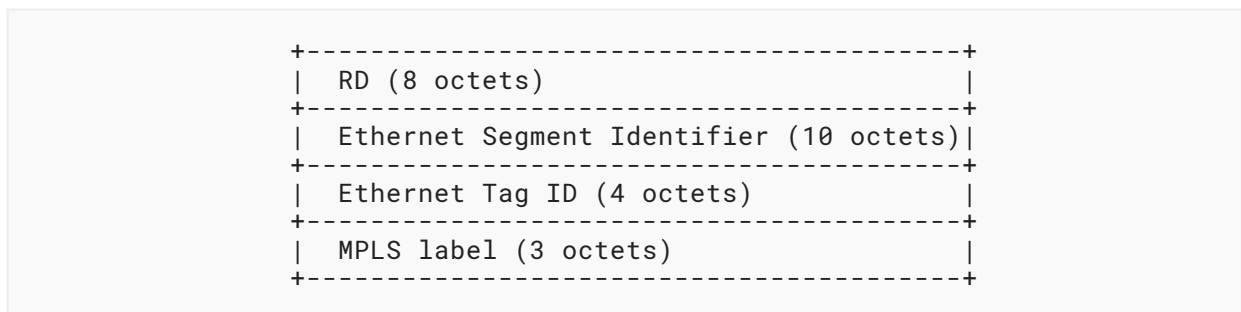 +-----------------------------------------+
|  RD (8 octets)                          |
+-----------------------------------------+
|  Ethernet Segment Identifier (10 octets)|
+-----------------------------------------+
|  Ethernet Tag ID (4 octets)             |
+-----------------------------------------+
|  MPLS label (3 octets)                  |
+-----------------------------------------+